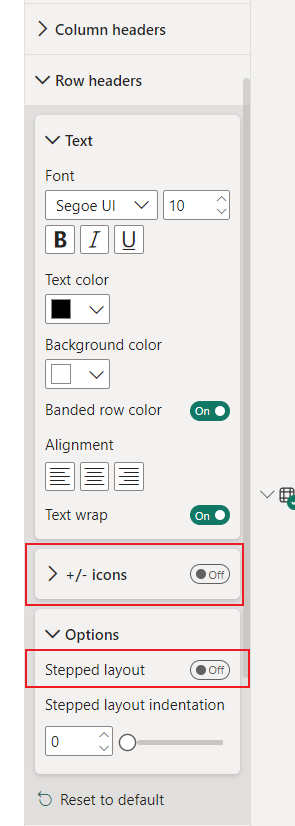 Column headers
Row headers
Text
Font
Segoe UI 10
B I U
Text color
Background color
Banded row color On
Alignment
Text wrap On
+/- icons Off
Options
Stepped layout Off
Stepped layout indentation
0
Reset to default